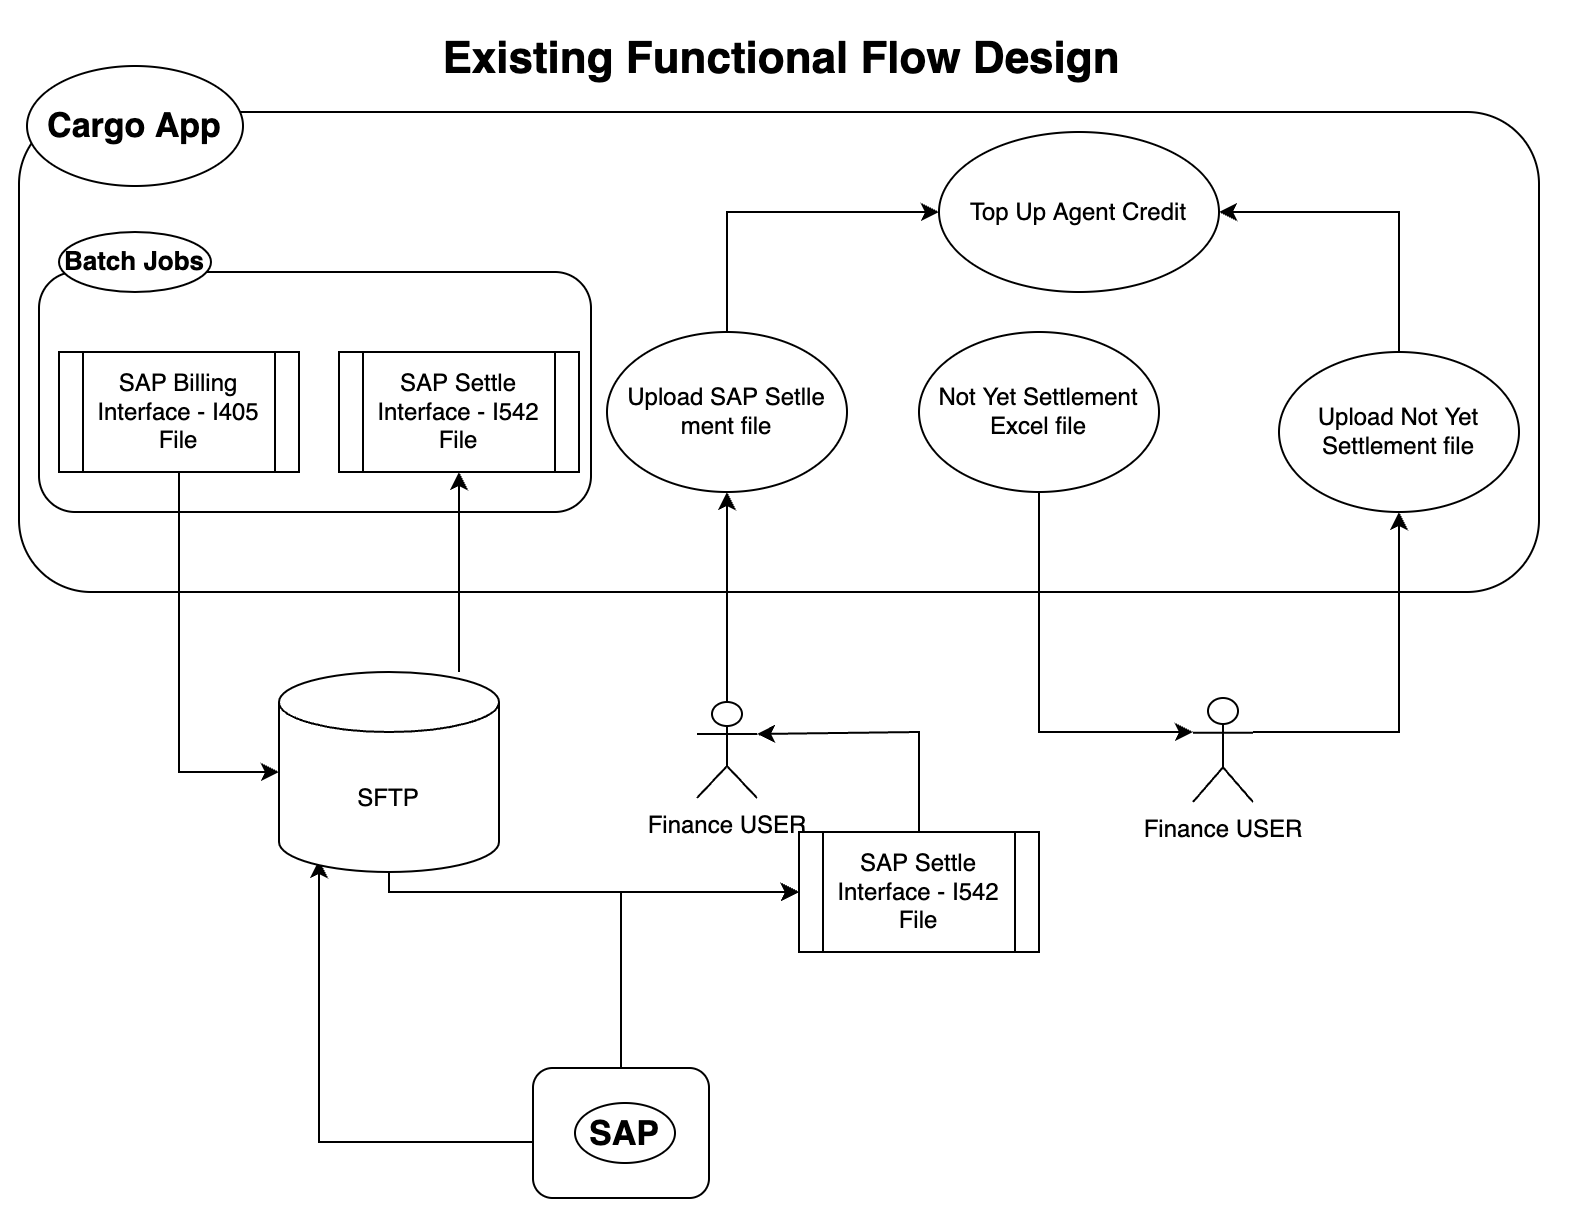 Existing Functional Flow Design
Cargo App
Top Up Agent Credit
Batch Jobs
SAP Billing
Interface - I405
File
SAP Settle
Interface - I542
File
Upload SAP Setlle
ment file
Not Yet Settlement
Excel file
Upload Not Yet
Settlement file
SFTP
Finance USER
Finance USER
SAP Settle
Interface - I542
File
SAP